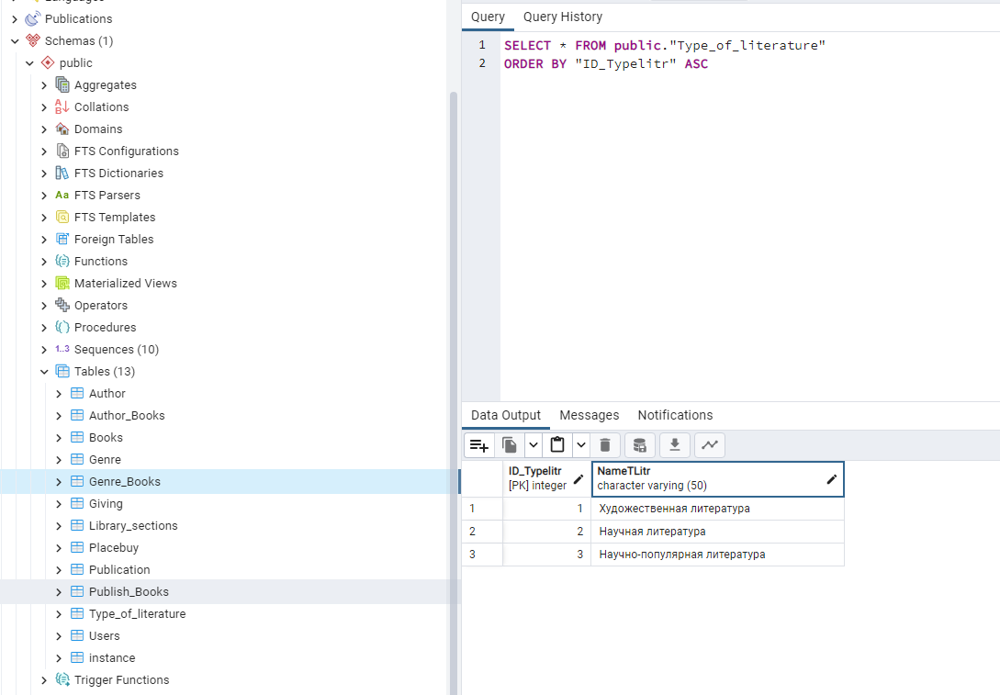 Publications
Schemas (1)
public
Aggregates
Collations
Domains
FTS Configurations
FTS Dictionaries
Aa FTS Parsers
FTS Templates
Foreign Tables
Functions
Materialized Views
Operators
Procedures
1..3 Sequences (10)
Tables (13)
Author
Author_Books
Books
Genre
Genre_Books
Giving
Library_sections
Placebuy
Publication
Publish_Books
Type_of_literature
Users
instance
Trigger Functions
Query Query History
1 SELECT * FROM public."Type_of_literature"
2 ORDER BY "ID_Typelitr" ASC
Data Output Messages Notifications
ID_Typelitr NameTLitr
[PK] integer character varying (50)
1 1 Художественная литература
2 2 Научная литература
3 3 Научно-популярная литература